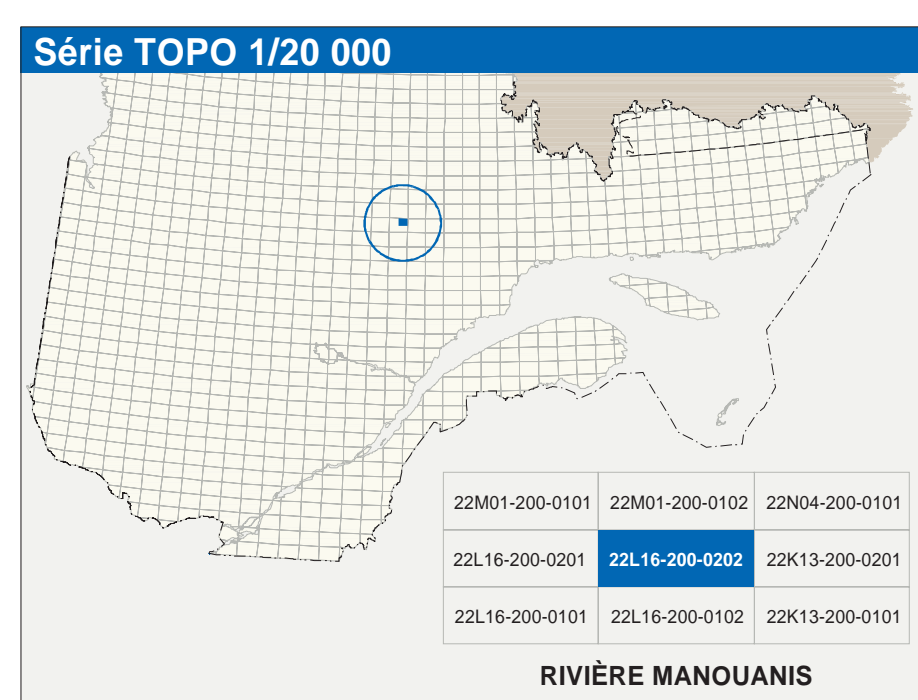 Série TOPO 1/20 000
22M01-200-0101 22M01-200-0102 22N04-200-0101
22L16-200-0201 22L16-200-0202 22K13-200-0201
22L16-200-0101 22L16-200-0102 22K13-200-0101
RIVIÈRE MANOUANIS